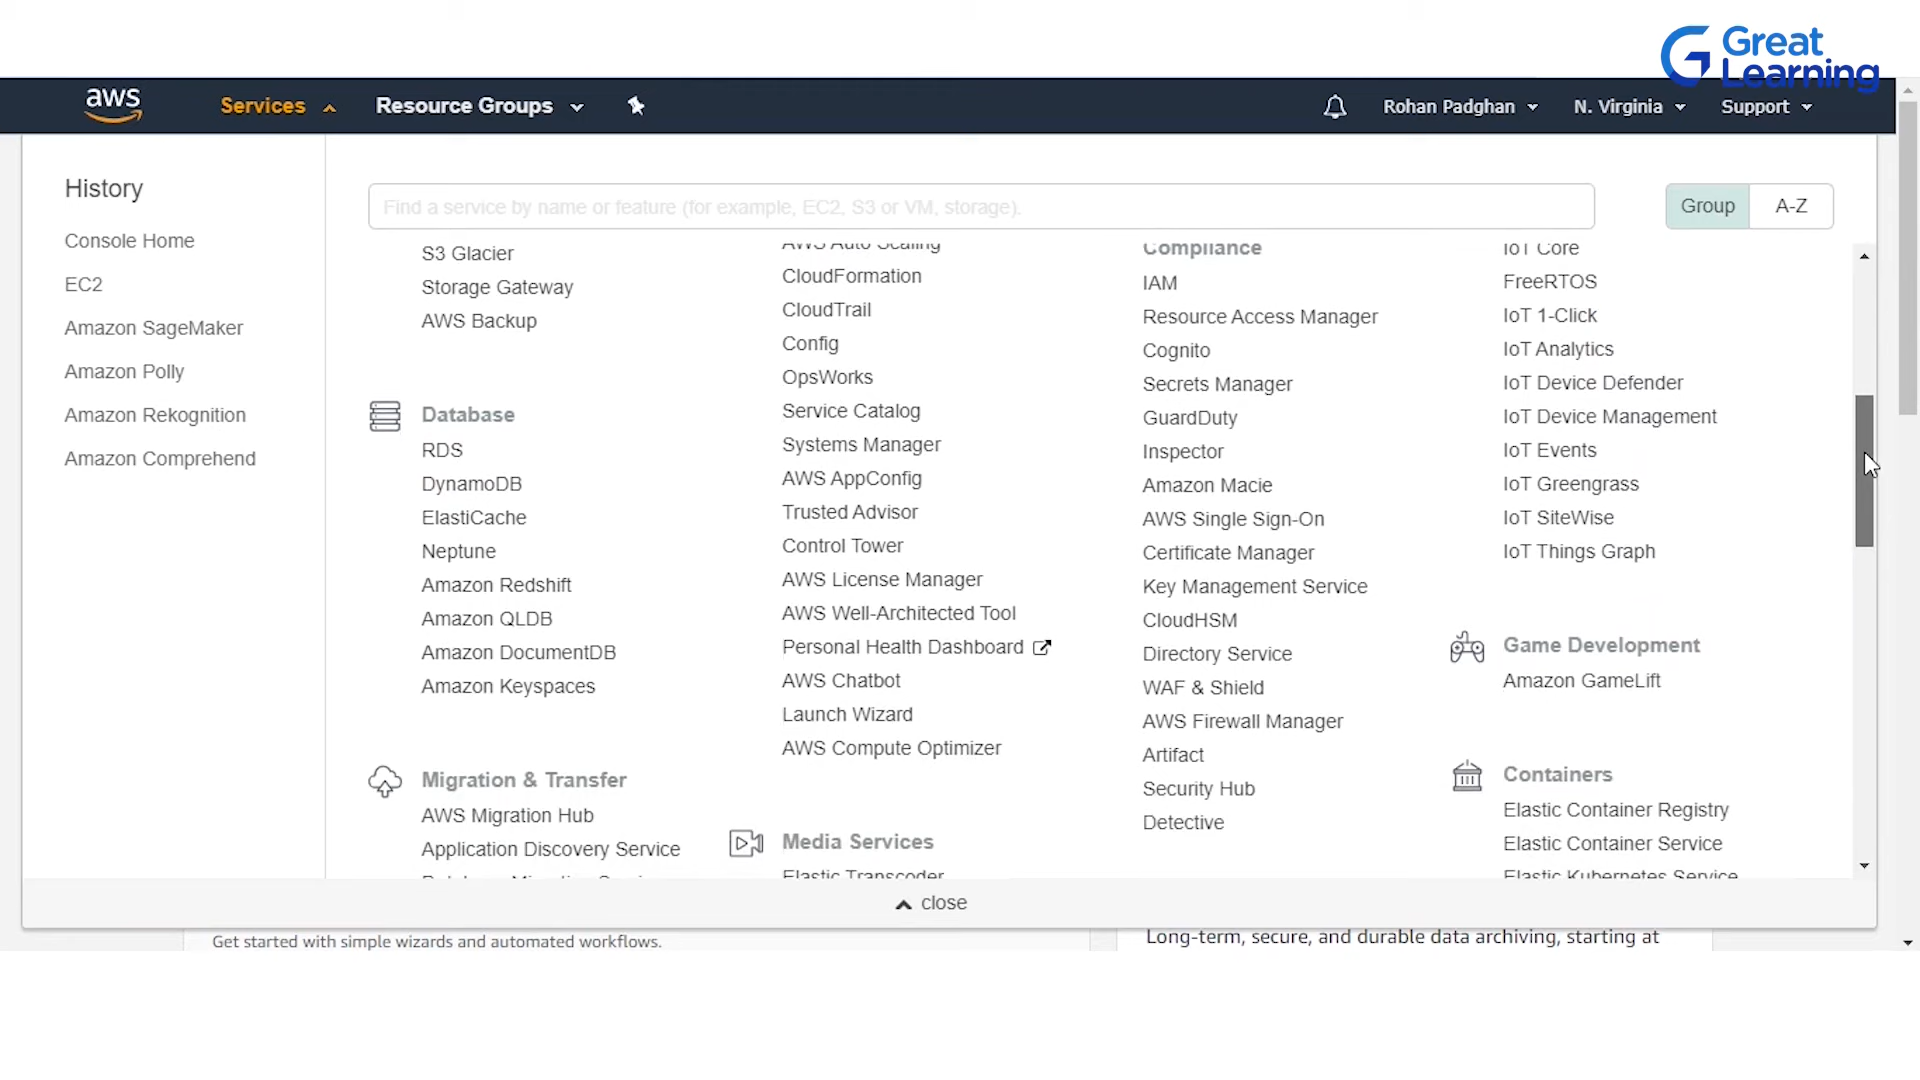 Great
Learning
aws
Services
Resource Groups
Rohan Padghan
N. Virginia
Support
History
Console Home
EC2
Amazon SageMaker
Amazon Polly
Amazon Rekognition
Amazon Comprehend
Find a service by name or feature (for example, EC2, S3 or VM, storage).
Group
A-Z
S3 Glacier
Storage Gateway
AWS Backup
Database
RDS
DynamoDB
ElastiCache
Neptune
Amazon Redshift
Amazon QLDB
Amazon DocumentDB
Amazon Keyspaces
Migration & Transfer
AWS Migration Hub
Application Discovery Service
AWS Auto Scaling
CloudFormation
CloudTrail
Config
OpsWorks
Service Catalog
Systems Manager
AWS AppConfig
Trusted Advisor
Control Tower
AWS License Manager
AWS Well-Architected Tool
Personal Health Dashboard
AWS Chatbot
Launch Wizard
AWS Compute Optimizer
Media Services
Elastic Transcoder
Compliance
IAM
Resource Access Manager
Cognito
Secrets Manager
GuardDuty
Inspector
Amazon Macie
AWS Single Sign-On
Certificate Manager
Key Management Service
CloudHSM
Directory Service
WAF & Shield
AWS Firewall Manager
Artifact
Security Hub
Detective
IoT Core
FreeRTOS
IoT 1-Click
IoT Analytics
IoT Device Defender
IoT Device Management
IoT Events
IoT Greengrass
IoT SiteWise
IoT Things Graph
Game Development
Amazon GameLift
Containers
Elastic Container Registry
Elastic Container Service
Elastic Kubernetes Service
close
Get started with simple wizards and automated workflows.
Long-term, secure, and durable data archiving, starting at